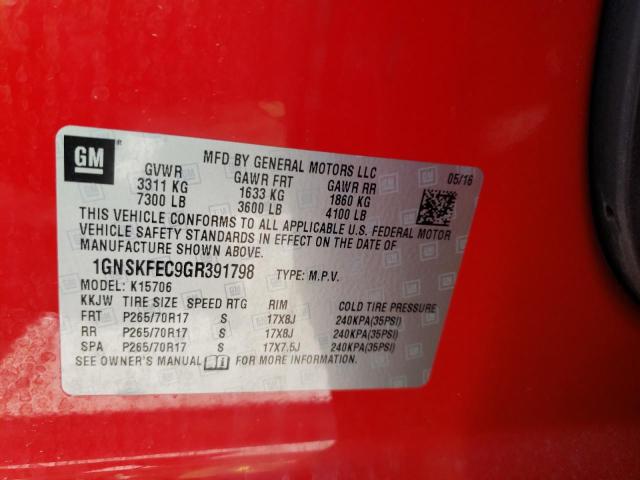 GM
MFD BY GENERAL MOTORS LLC
05/16
GVWR GAWR FRT GAWR RR
3311 KG 1633 KG 1860 KG
7300 LB 3600 LB 4100 LB
THIS VEHICLE CONFORMS TO ALL APPLICABLE U.S. FEDERAL MOTOR
VEHICLE SAFETY STANDARDS IN EFFECT ON THE DATE OF
MANUFACTURE SHOWN ABOVE.
1GNSKFEC9GR391798 TYPE: M.P.V.
MODEL: K15706
KKJW TIRE SIZE SPEED RTG RIM COLD TIRE PRESSURE
FRT P265/70R17 S 17X8J 240KPA(35PSI)
RR P265/70R17 S 17X8J 240KPA(35PSI)
SPA P265/70R17 S 17X7.5J 240KPA(35PSI)
SEE OWNER'S MANUAL FOR MORE INFORMATION.